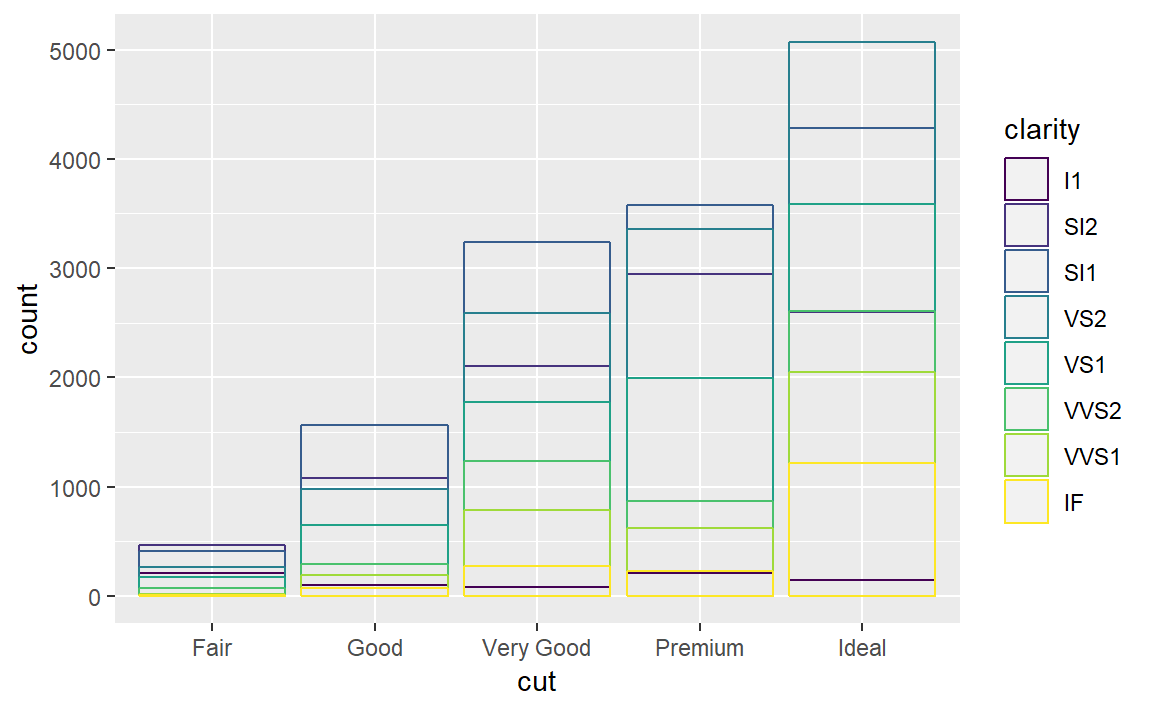 5000
4000
3000
2000
1000
0
count
Fair Good Very Good Premium Ideal
cut
clarity
I1
SI2
SI1
VS2
VS1
VVS2
VVS1
IF